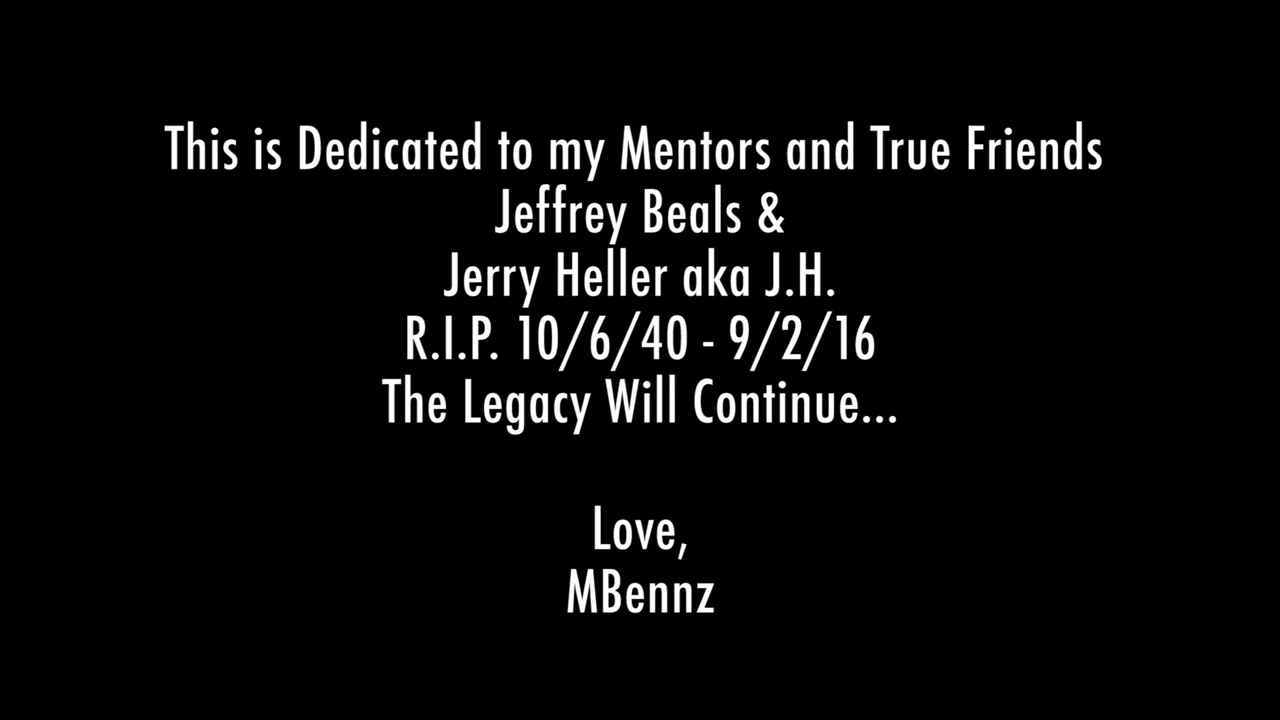 This is Dedicated to my Mentors and True Friends
Jeffrey Beals &
Jerry Heller aka J.H.
R.I.P. 10/6/40 - 9/2/16
The Legacy Will Continue...
Love,
MBennz